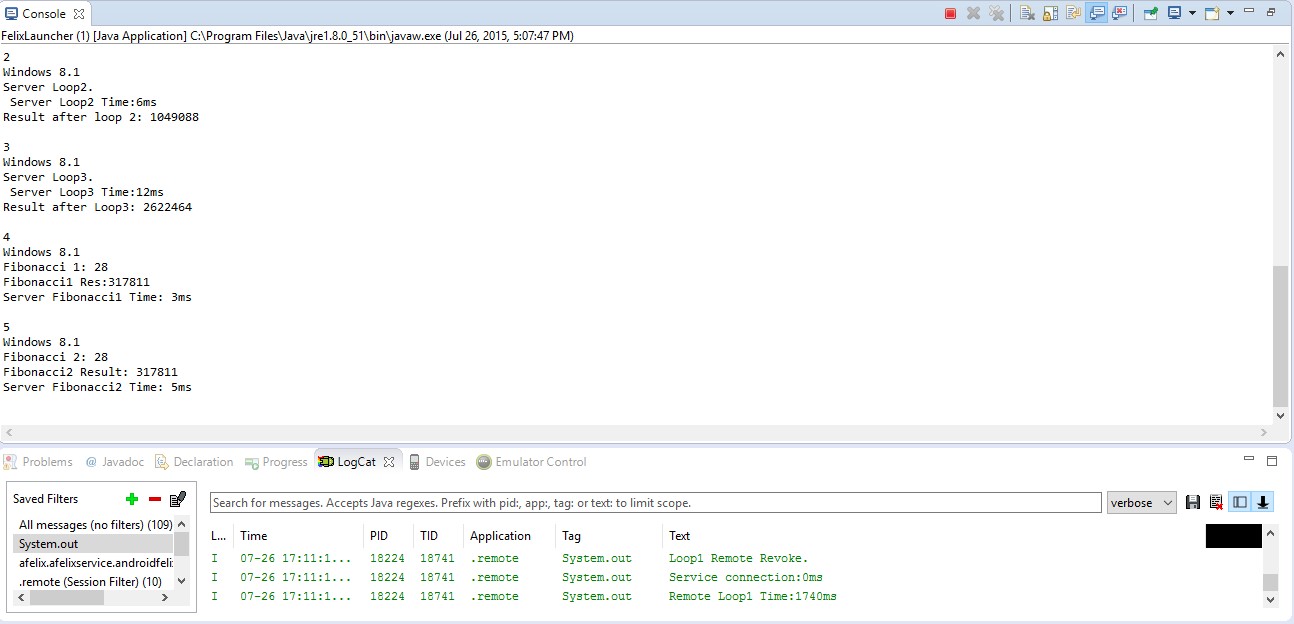 Console
FelixLauncher (1) [Java Application] C:\Program Files\Java\jre1.8.0_51\bin\javaw.exe (Jul 26, 2015, 5:07:47 PM)
2
Windows 8.1
Server Loop2.
Server Loop2 Time:6ms
Result after loop 2: 1049088
3
Windows 8.1
Server Loop3.
Server Loop3 Time:12ms
Result after Loop3: 2622464
4
Windows 8.1
Fibonacci 1: 28
Fibonacci1 Res:317811
Server Fibonacci1 Time: 3ms
5
Windows 8.1
Fibonacci 2: 28
Fibonacci2 Result: 317811
Server Fibonacci2 Time: 5ms
Problems @ Javadoc Declaration Progress LogCat Devices Emulator Control
Saved Filters
All messages (no filters) (109)
System.out
afelix.afelixservice.androidfeli
.remote (Session Filter) (10)
Search for messages. Accepts Java regexes. Prefix with pid:, app:, tag: or text: to limit scope. verbose
L... Time PID TID Application Tag Text
I 07-26 17:11:1... 18224 18741 .remote System.out Loop1 Remote Revoke.
I 07-26 17:11:1... 18224 18741 .remote System.out Service connection:0ms
I 07-26 17:11:1... 18224 18741 .remote System.out Remote Loop1 Time:1740ms